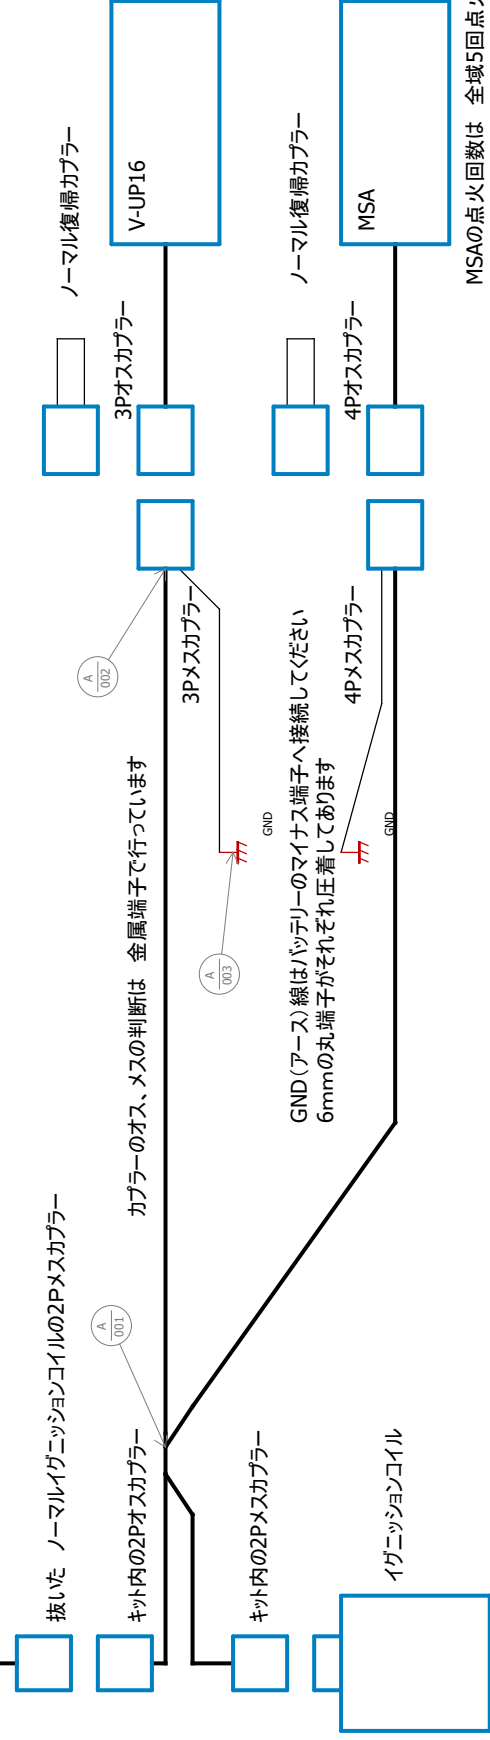 抜いた ノーマルイグニッションコイルの2Pメスカプラー
ノーマル復帰カプラー
キット内の2Pオスカプラー
A
001
カプラーのオス、メスの判断は 金属端子で行っています
A
002
3Pオスカプラー
V-UP16
3Pメスカプラー
A
003
GND
キット内の2Pメスカプラー
GND(アース)線はバッテリーのマイナス端子へ接続してください
6mmの丸端子がそれぞれ圧着してあります
ノーマル復帰カプラー
GND
4Pメスカプラー
4Pオスカプラー
MSA
イグニッションコイル
MSAの点火回数は 全域5回点